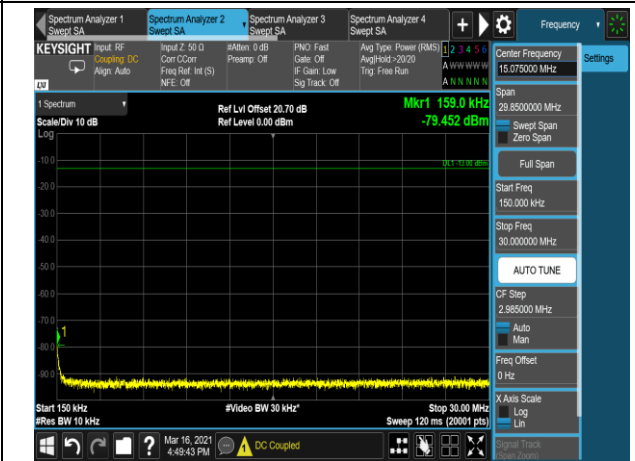 Spectrum Analyzer 1
Swept SA
Spectrum Analyzer 2
Swept SA
Spectrum Analyzer 3
Swept SA
Spectrum Analyzer 4
Swept SA
+
Frequency
KEYSIGHT
LXI
Input: RF
Coupling: DC
Align: Auto
Input Z: 50 Ω
Corr CCorr
Freq Ref: Int (S)
NFE: Off
#Atten: 0 dB
Preamp: Off
PNO: Fast
Gate: Off
IF Gain: Low
Sig Track: Off
Avg Type: Power (RMS)
Avg|Hold:>20/20
Trig: Free Run
1 2 3 4 5 6
A W W W W W
A N N N N N
1 Spectrum
Scale/Div 10 dB
Log
Ref Lvl Offset 20.70 dB
Ref Level 0.00 dBm
Mkr1 159.0 kHz
-79.452 dBm
DL1 -13.00 dBm
-10.0
-20.0
-30.0
-40.0
-50.0
-60.0
-70.0
-80.0
-90.0
1
Start 150 kHz
#Res BW 10 kHz
#Video BW 30 kHz*
Stop 30.00 MHz
Sweep 120 ms (20001 pts)
Center Frequency
15.075000 MHz
Settings
Span
29.8500000 MHz
Swept Span
Zero Span
Full Span
Start Freq
150.000 kHz
Stop Freq
30.000000 MHz
AUTO TUNE
CF Step
2.985000 MHz
Auto
Man
Freq Offset
0 Hz
X Axis Scale
Log
Lin
Signal Track
(Span Zoom)
?
Mar 16, 2021
4:49:43 PM
DC Coupled